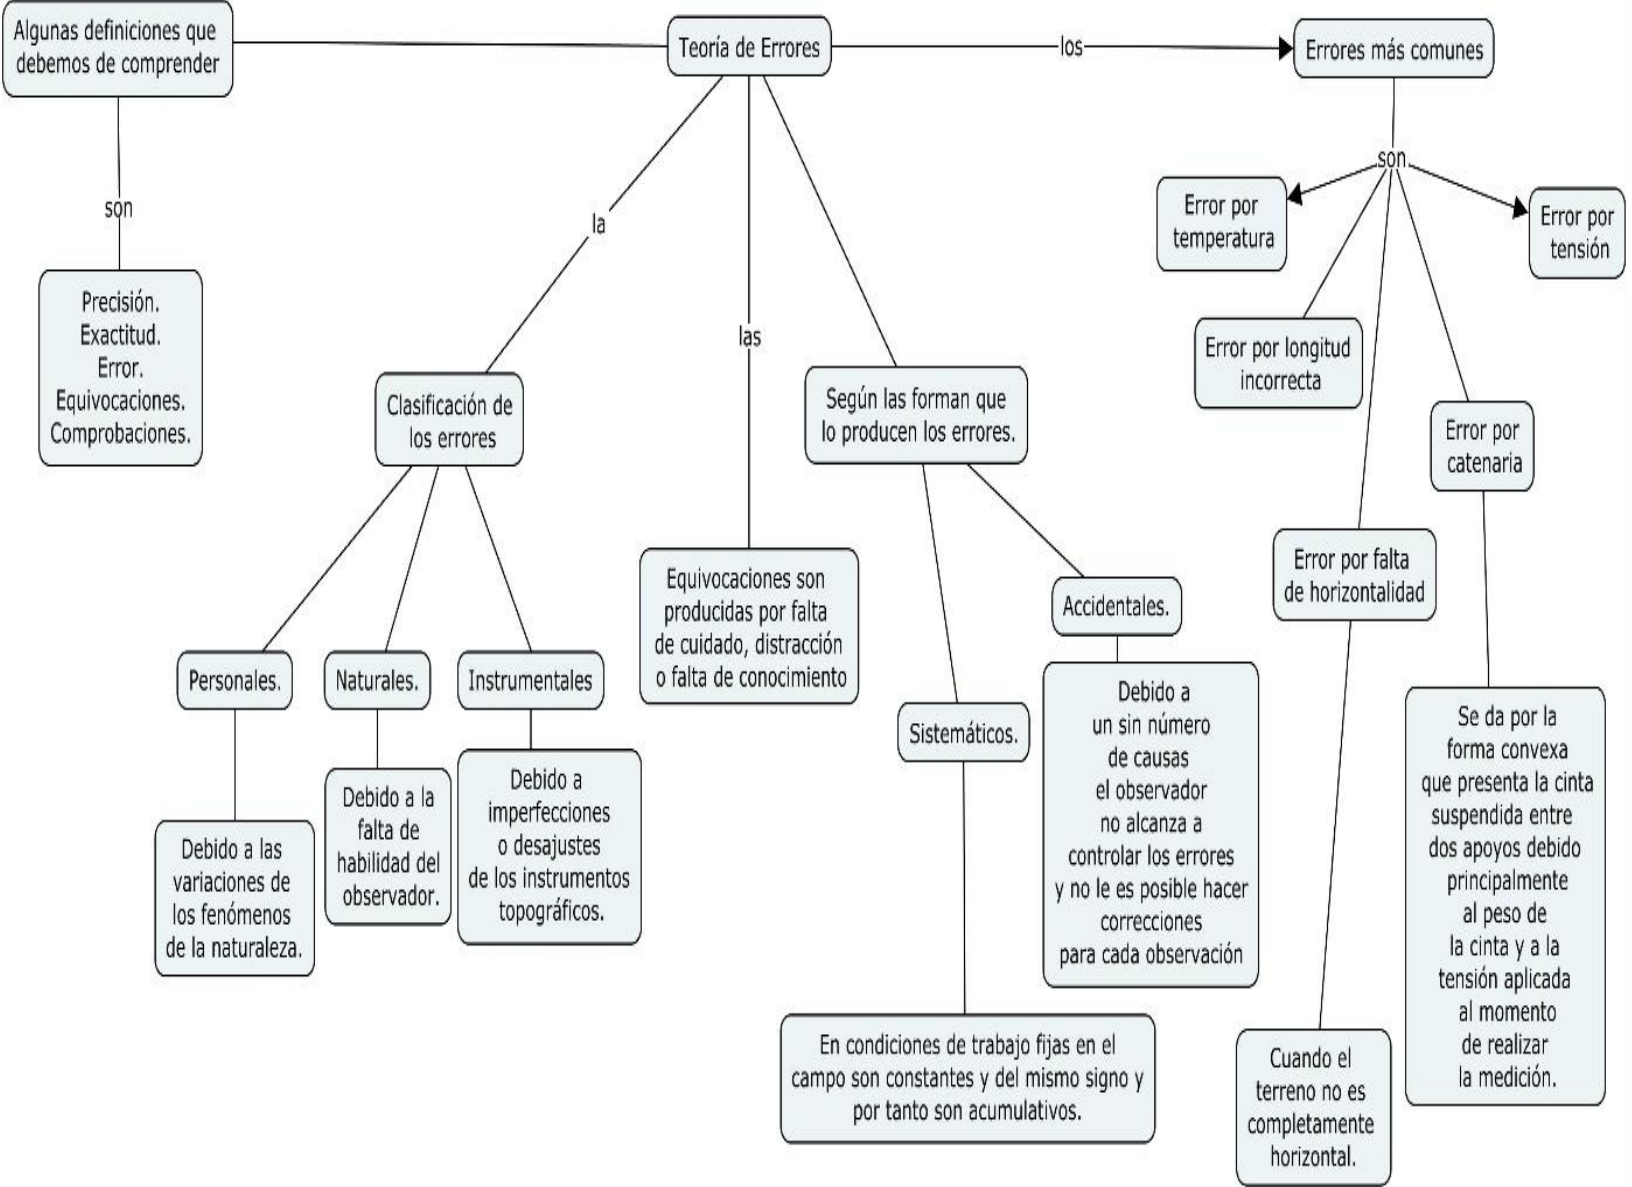 Algunas definiciones que
debemos de comprender
son
Precisión.
Exactitud.
Error.
Equivocaciones.
Comprobaciones.
Teoría de Errores
la
Clasificación de
los errores
Personales.
Debido a las
variaciones de
los fenómenos
de la naturaleza.
Naturales.
Debido a la
falta de
habilidad del
observador.
Instrumentales
Debido a
imperfecciones
o desajustes
de los instrumentos
topográficos.
las
Equivocaciones son
producidas por falta
de cuidado, distracción
o falta de conocimiento
Según las forman que
lo producen los errores.
Sistemáticos.
En condiciones de trabajo fijas en el
campo son constantes y del mismo signo y
por tanto son acumulativos.
Accidentales.
Debido a
un sin número
de causas
el observador
no alcanza a
controlar los errores
y no le es posible hacer
correcciones
para cada observación
los
Errores más comunes
son
Error por
temperatura
Error por longitud
incorrecta
Error por falta
de horizontalidad
Cuando el
terreno no es
completamente
horizontal.
Error por
catenaria
Se da por la
forma convexa
que presenta la cinta
suspendida entre
dos apoyos debido
principalmente
al peso de
la cinta y a la
tensión aplicada
al momento
de realizar
la medición.
Error por
tensión